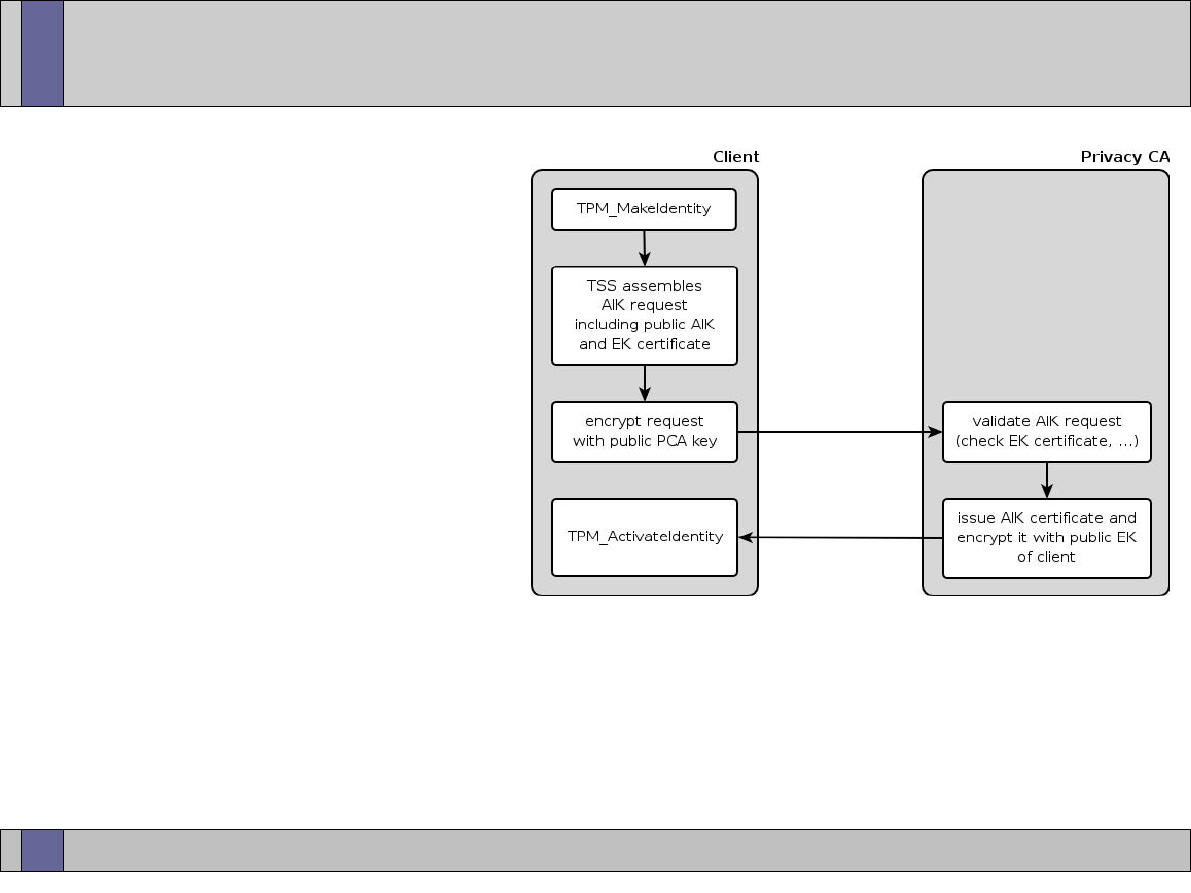 Client
Privacy CA
TPM_MakeIdentity
TSS assembles
AIK request
including public AIK
and EK certificate
encrypt request
with public PCA key
validate AIK request
(check EK certificate, ...)
TPM_ActivateIdentity
issue AIK certificate and
encrypt it with public EK
of client